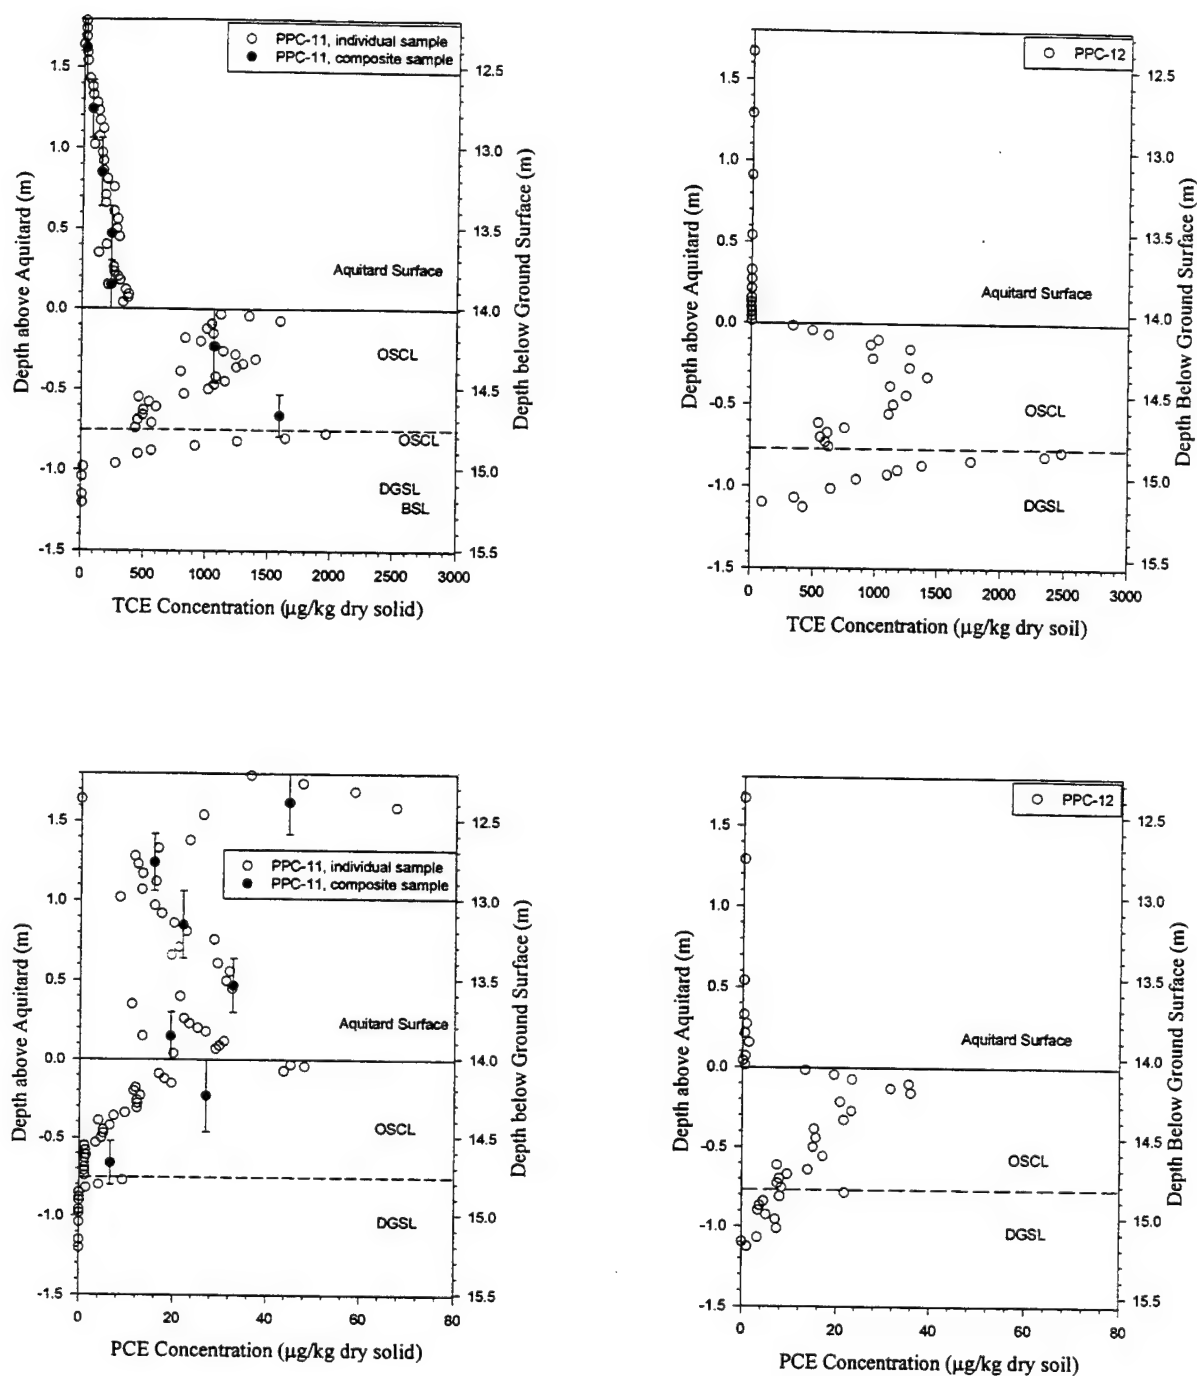 PPC-11, individual sample
PPC-11, composite sample
1.5
1.0
0.5
0.0
-0.5
-1.0
-1.5
12.5
13.0
13.5
14.0
14.5
15.0
15.5
Depth above Aquitard (m)
Depth below Ground Surface (m)
Aquitard Surface
OSCL
OSCL
DGSL
BSL
0 500 1000 1500 2000 2500 3000
TCE Concentration (μg/kg dry solid)
PPC-12
1.5
1.0
0.5
0.0
-0.5
-1.0
-1.5
12.5
13.0
13.5
14.0
14.5
15.0
15.5
Depth above Aquitard (m)
Depth Below Ground Surface (m)
Aquitard Surface
OSCL
DGSL
0 500 1000 1500 2000 2500 3000
TCE Concentration (μg/kg dry soil)
PPC-11, individual sample
PPC-11, composite sample
1.5
1.0
0.5
0.0
-0.5
-1.0
-1.5
12.5
13.0
13.5
14.0
14.5
15.0
15.5
Depth above Aquitard (m)
Depth below Ground Surface (m)
Aquitard Surface
OSCL
DGSL
0 20 40 60 80
PCE Concentration (μg/kg dry solid)
PPC-12
1.5
1.0
0.5
0.0
-0.5
-1.0
-1.5
12.5
13.0
13.5
14.0
14.5
15.0
15.5
Depth above Aquitard (m)
Depth Below Ground Surface (m)
Aquitard Surface
OSCL
DGSL
0 20 40 60 80
PCE Concentration (μg/kg dry soil)